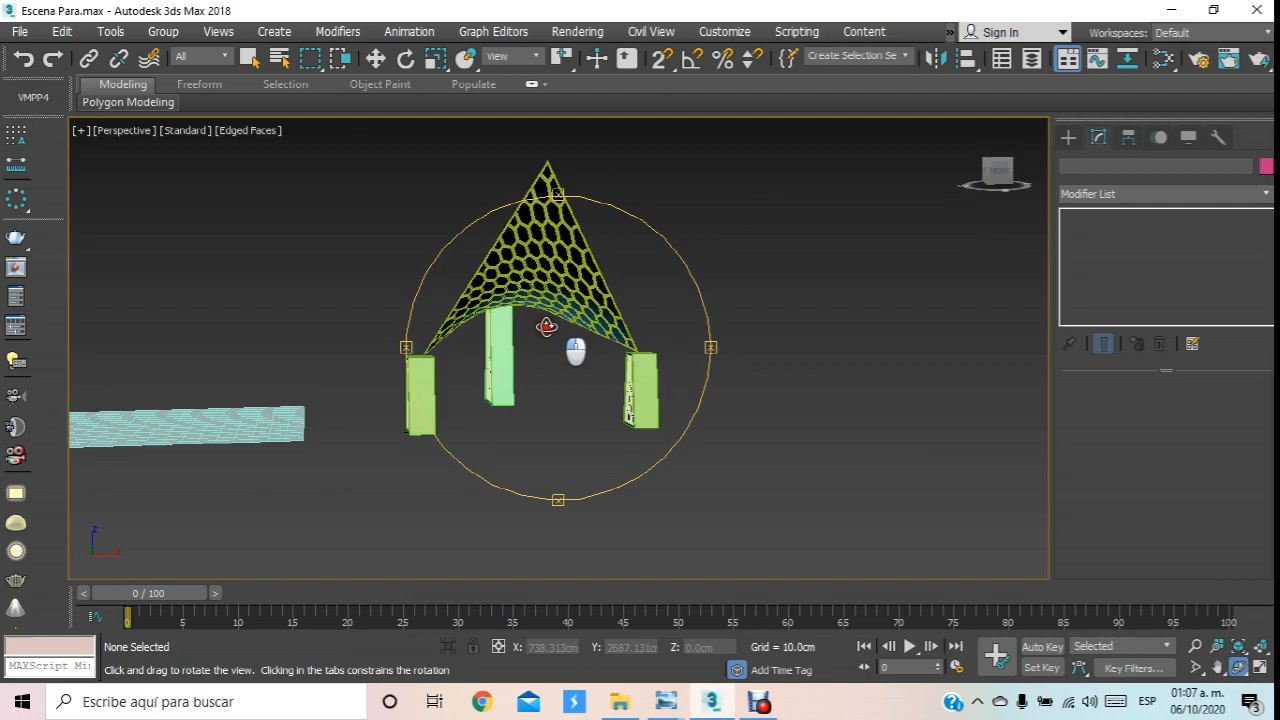 Escena Para.max - Autodesk 3ds Max 2018
File Edit Tools Group Views Create Modifiers Animation Graph Editors Rendering Civil View Customize Scripting Content » Sign In Workspaces: Default
All View Create Selection Se
Modeling Freeform Selection Object Paint Populate
VMPP4 Polygon Modeling
[+] [Perspective] [Standard] [Edged Faces]
FRONT
Modifier List
z
x
< 0 / 100 >
0 5 10 15 20 25 30 35 40 45 50 55 60 65 70 75 80 85 90 95 100
None Selected X: 738.313cm Y: 2687.131cm Z: 0.0cm Grid = 10.0cm Auto Key Selected
MAXScript Mi Click and drag to rotate the view. Clicking in the tabs constrains the rotation Add Time Tag 0 Set Key Key Filters...
Escribe aquí para buscar ESP 01:07 a. m.
06/10/2020 3